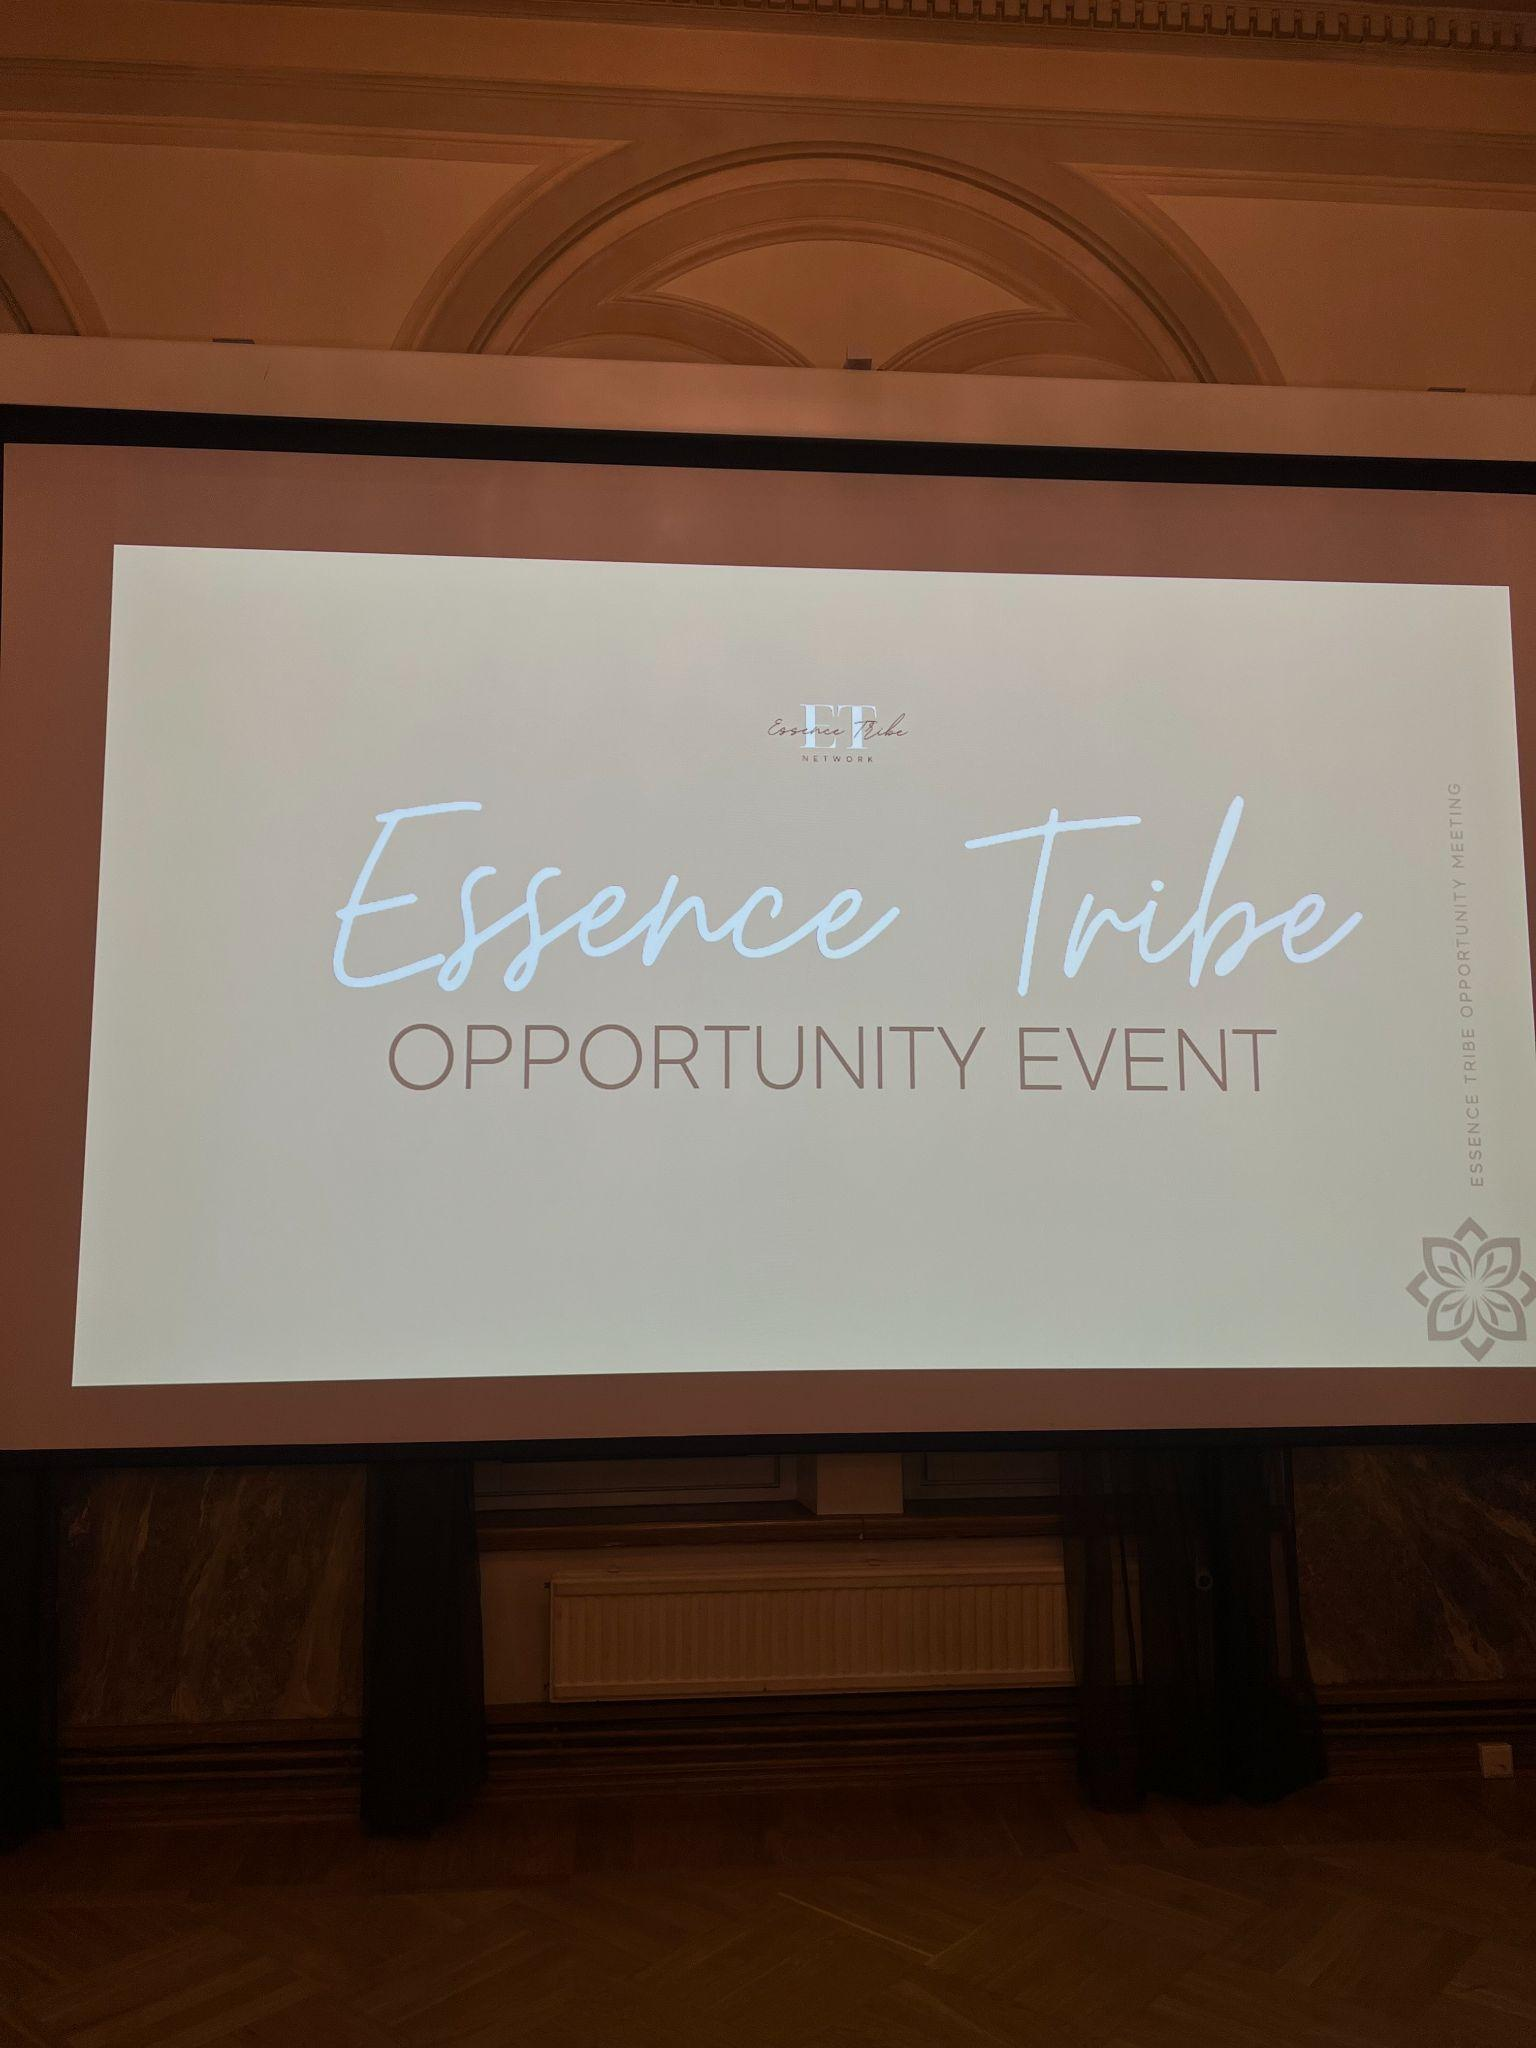 ET
Essence Tribe
NETWORK
Essence Tribe
OPPORTUNITY EVENT
ESSENCE TRIBE OPPORTUNITY MEETING